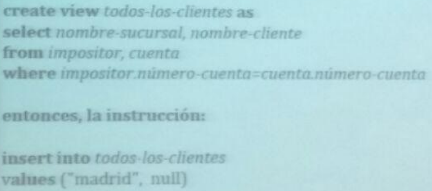 create view todos-los-clientes as
select nombre-sucursal, nombre-cliente
from impositor, cuenta
where impositor.número-cuenta=cuenta.número-cuenta
entonces, la instrucción:
insert into todos-los-clientes
values ("madrid", null)